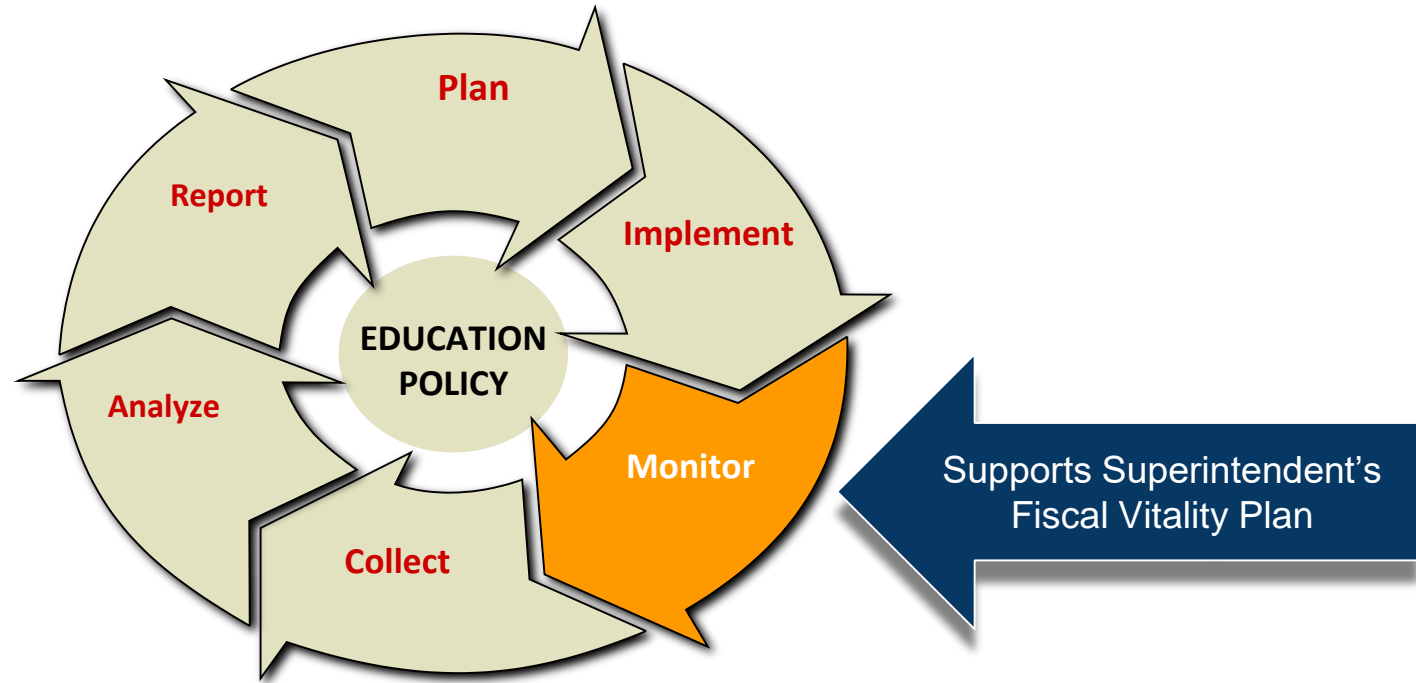 Plan
Implement
Monitor
Collect
Analyze
Report
EDUCATION
POLICY
Supports Superintendent’s
Fiscal Vitality Plan